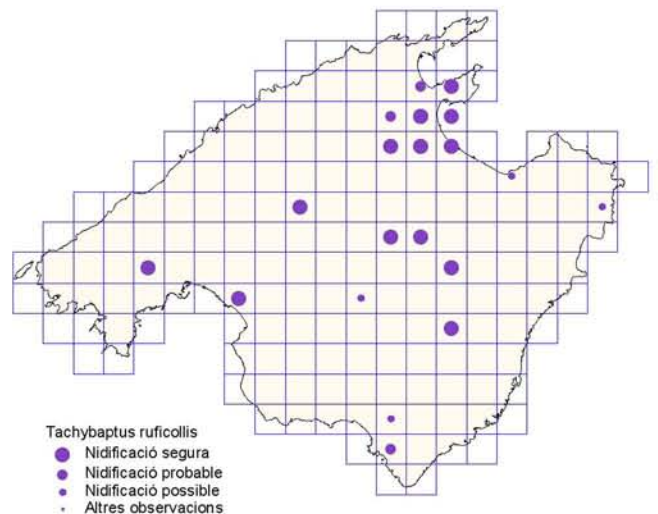 Tachybaptus ruficollis
Nidificació segura
Nidificació probable
Nidificació possible
Altres observacions